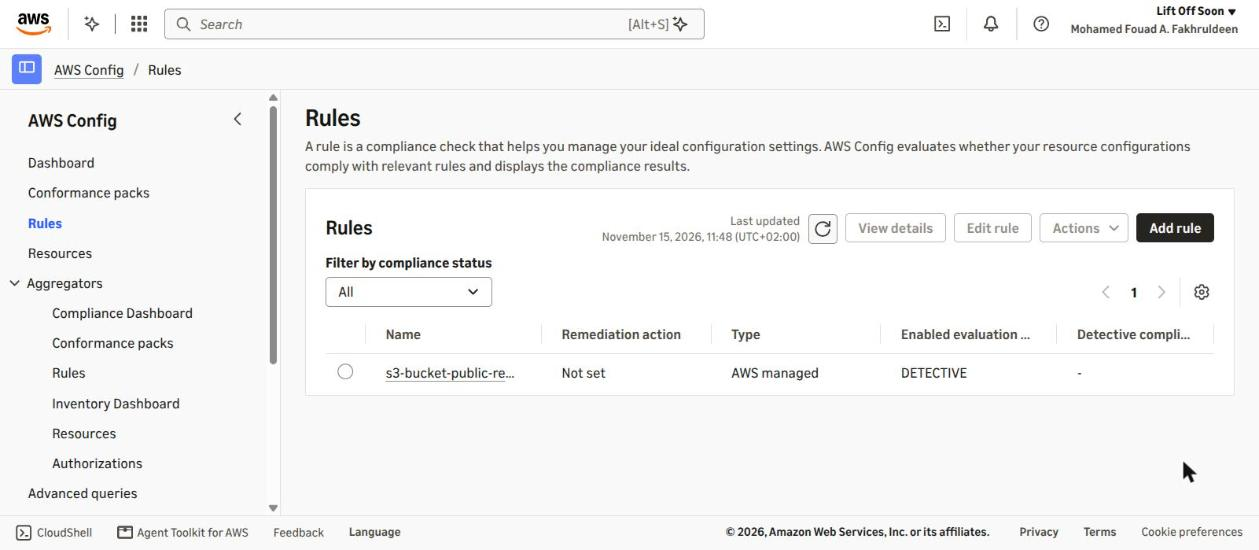 aws
Search [Alt+S]
Lift Off Soon
Mohamed Fouad A. Fakhruldeen
AWS Config / Rules
AWS Config
Dashboard
Conformance packs
Rules
Resources
Aggregators
Compliance Dashboard
Conformance packs
Rules
Inventory Dashboard
Resources
Authorizations
Advanced queries
Rules
A rule is a compliance check that helps you manage your ideal configuration settings. AWS Config evaluates whether your resource configurations
comply with relevant rules and displays the compliance results.
Rules
Last updated
November 15, 2026, 11:48 (UTC+02:00)
View details Edit rule Actions Add rule
Filter by compliance status
All
1
Name Remediation action Type Enabled evaluation ... Detective compli...
s3-bucket-public-re... Not set AWS managed DETECTIVE -
CloudShell Agent Toolkit for AWS Feedback Language © 2026, Amazon Web Services, Inc. or its affiliates. Privacy Terms Cookie preferences